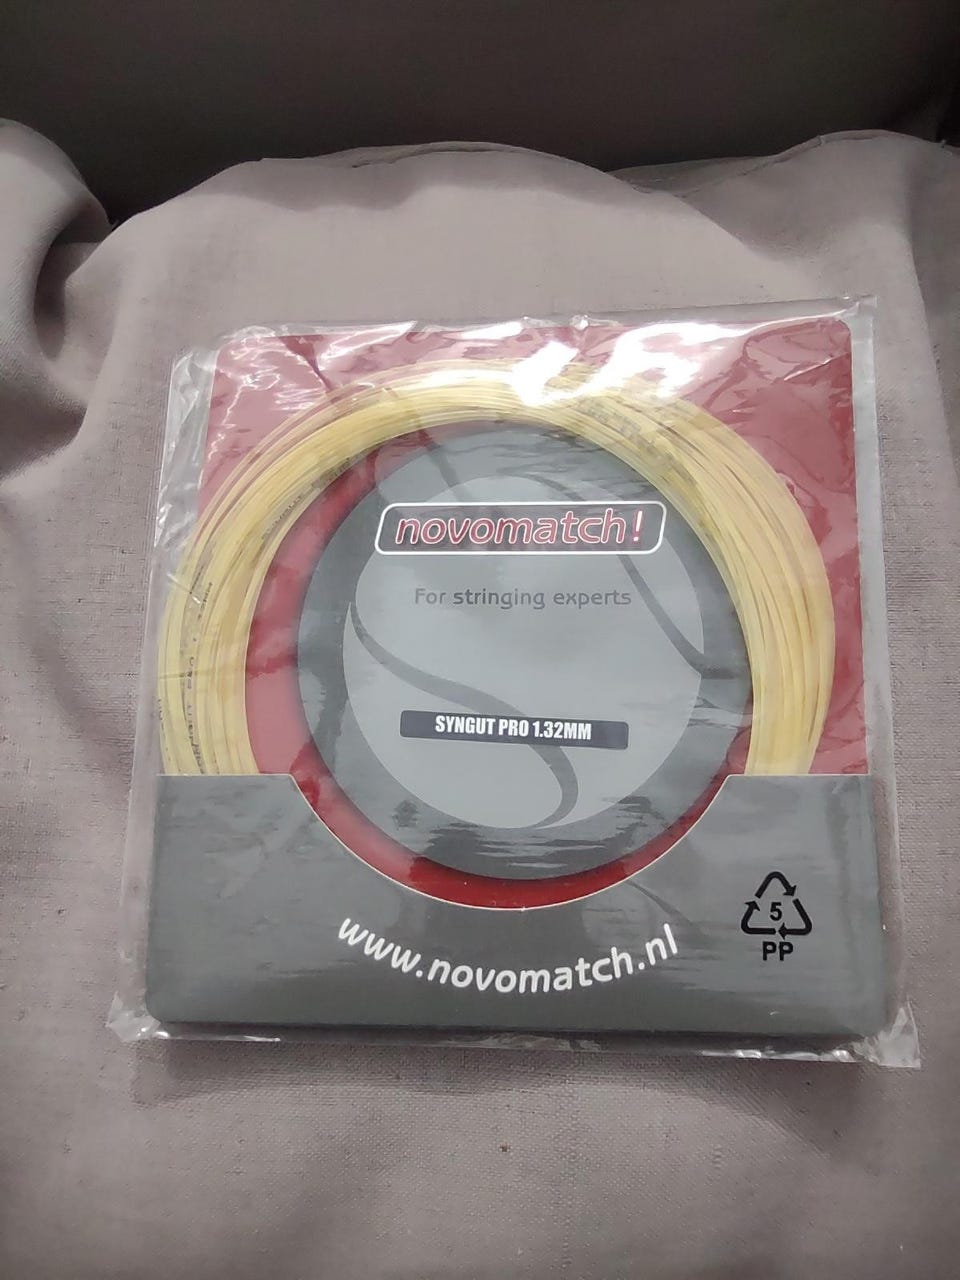 novomatch!
For stringing experts
SYNGUT PRO 1.32MM
5
PP
www.novomatch.nl